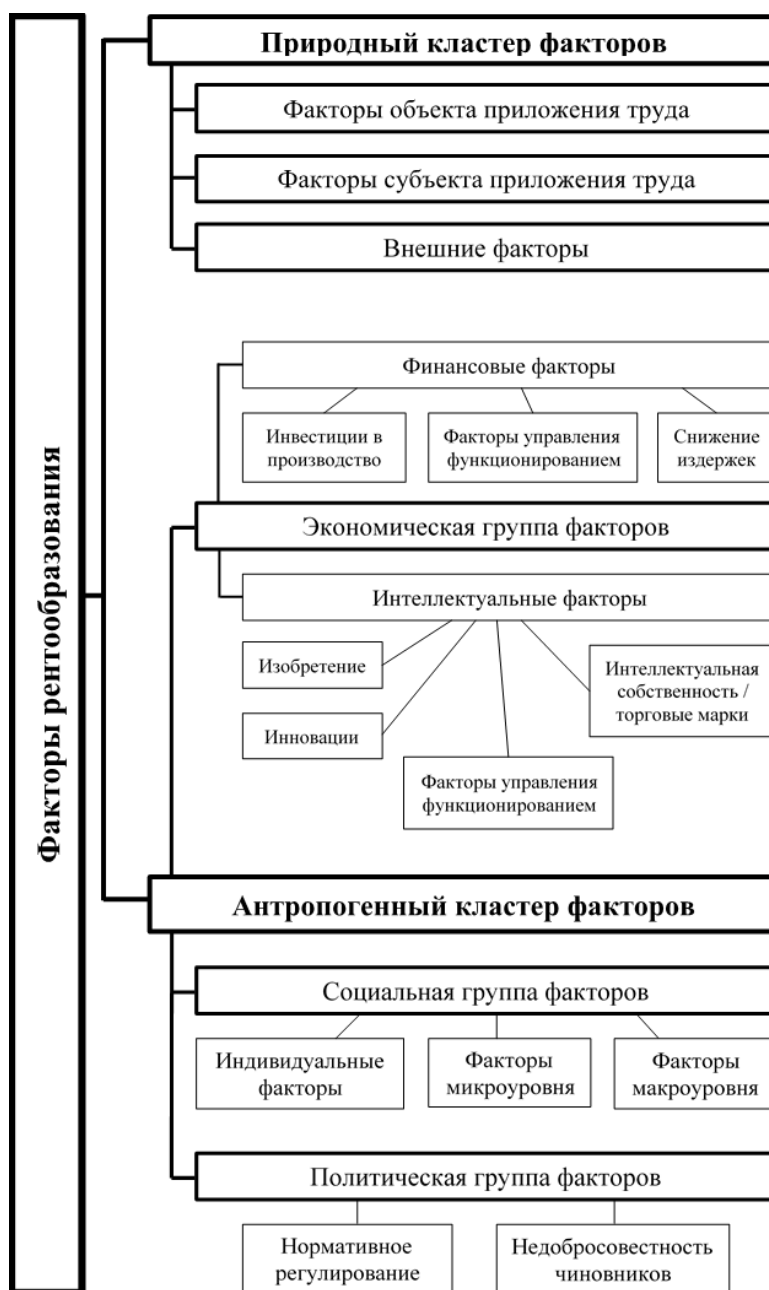 Факторы рентообразования
Природный кластер факторов
Факторы объекта приложения труда
Факторы субъекта приложения труда
Внешние факторы
Финансовые факторы
Инвестиции в
производство
Факторы управления
функционированием
Снижение
издержек
Экономическая группа факторов
Интеллектуальные факторы
Изобретение
Интеллектуальная
собственность /
торговые марки
Инновации
Факторы управления
функционированием
Антропогенный кластер факторов
Социальная группа факторов
Индивидуальные
факторы
Факторы
микроуровня
Факторы
макроуровня
Политическая группа факторов
Нормативное
регулирование
Недобросовестность
чиновников